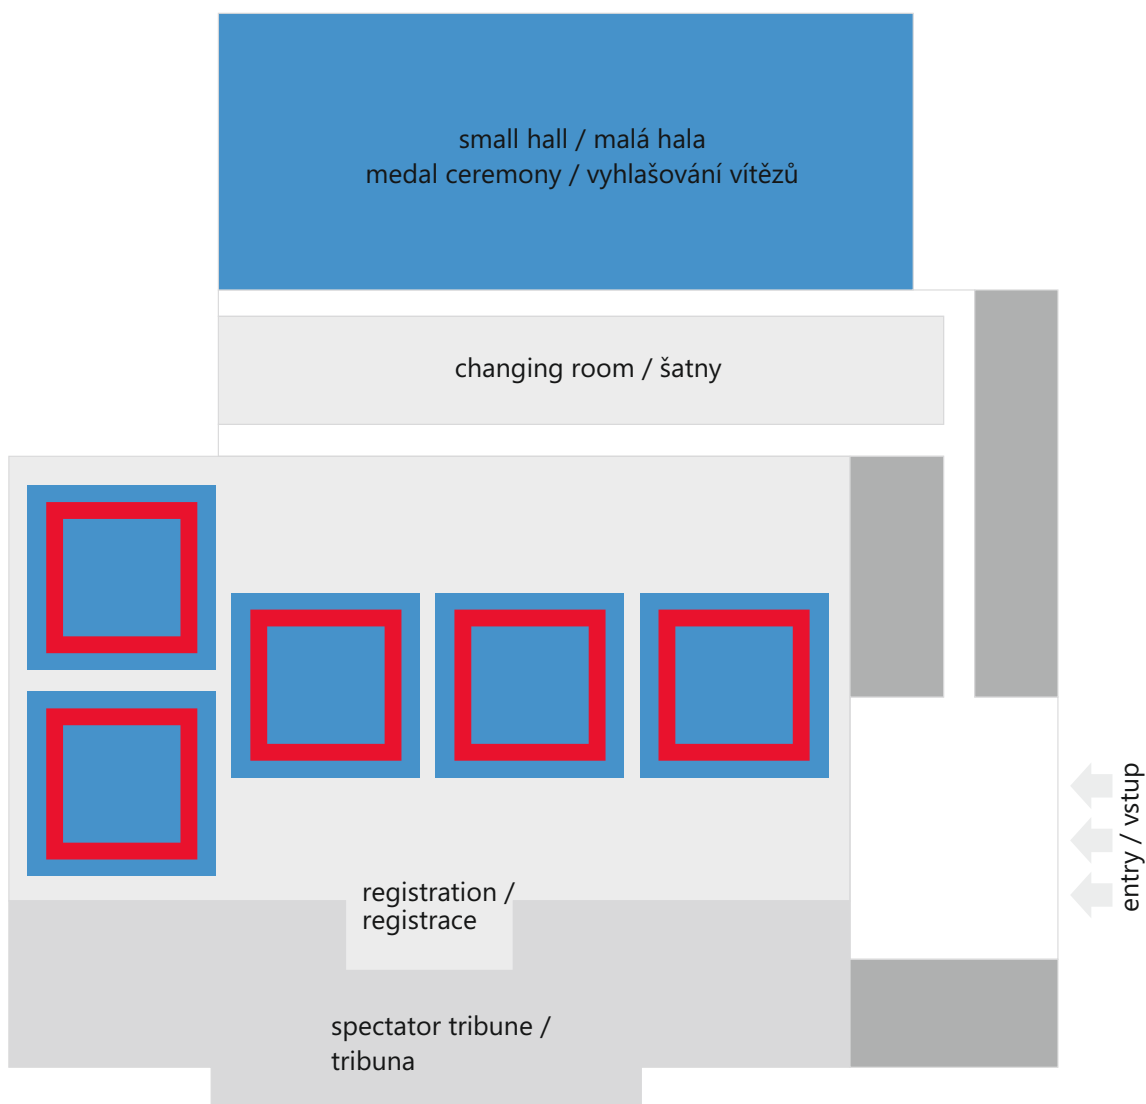 small hall / malá hala
medal ceremony / vyhlašování vítězů
changing room / šatny
entry / vstup
registration /
registrace
spectator tribune /
tribuna